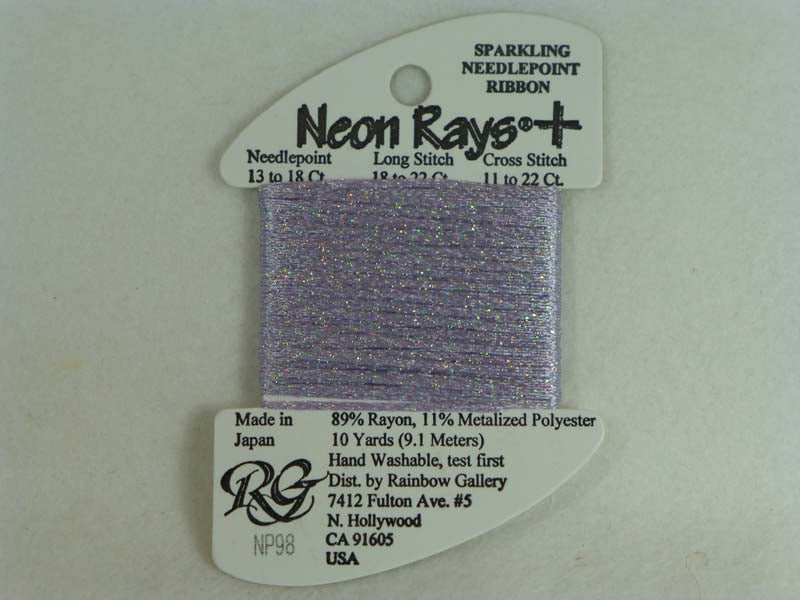 SPARKLING
NEEDLEPOINT
RIBBON
Neon Rays®+
Needlepoint Long Stitch Cross Stitch
13 to 18 Ct. 18 to 22 Ct. 11 to 22 Ct.
Made in 89% Rayon, 11% Metalized Polyester
Japan 10 Yards (9.1 Meters)
Hand Washable, test first
RG Dist. by Rainbow Gallery
7412 Fulton Ave. #5
N. Hollywood
NP98 CA 91605
USA